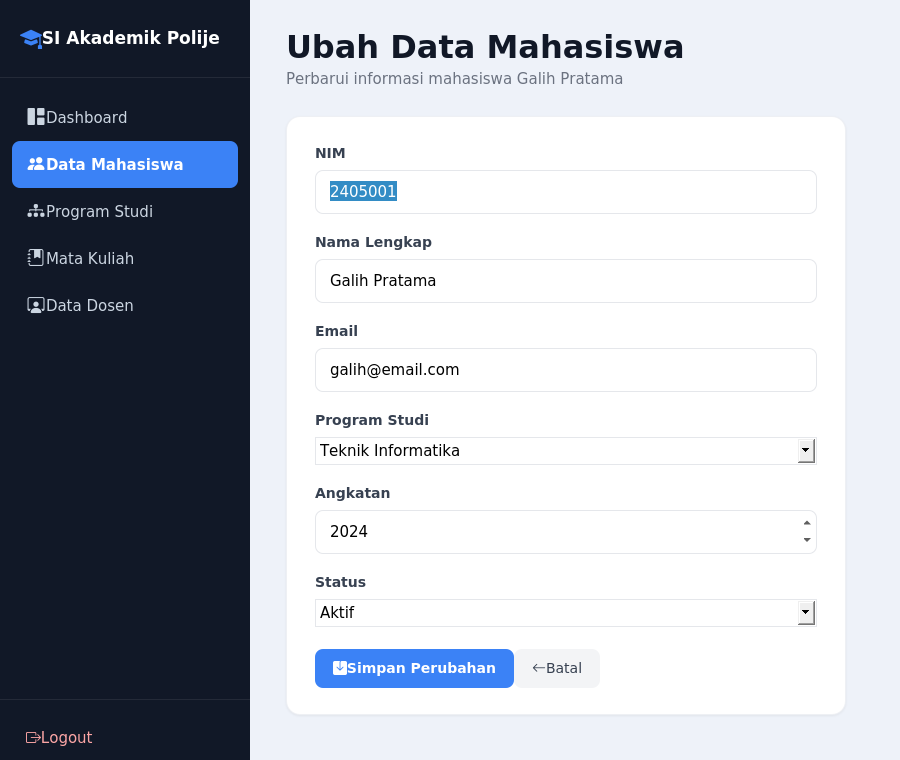 SI Akademik Polije
Dashboard
Data Mahasiswa
Program Studi
Mata Kuliah
Data Dosen
Logout
Ubah Data Mahasiswa
Perbarui informasi mahasiswa Galih Pratama
NIM
2405001
Nama Lengkap
Galih Pratama
Email
galih@email.com
Program Studi
Teknik Informatika
Angkatan
2024
Status
Aktif
Simpan Perubahan
Batal